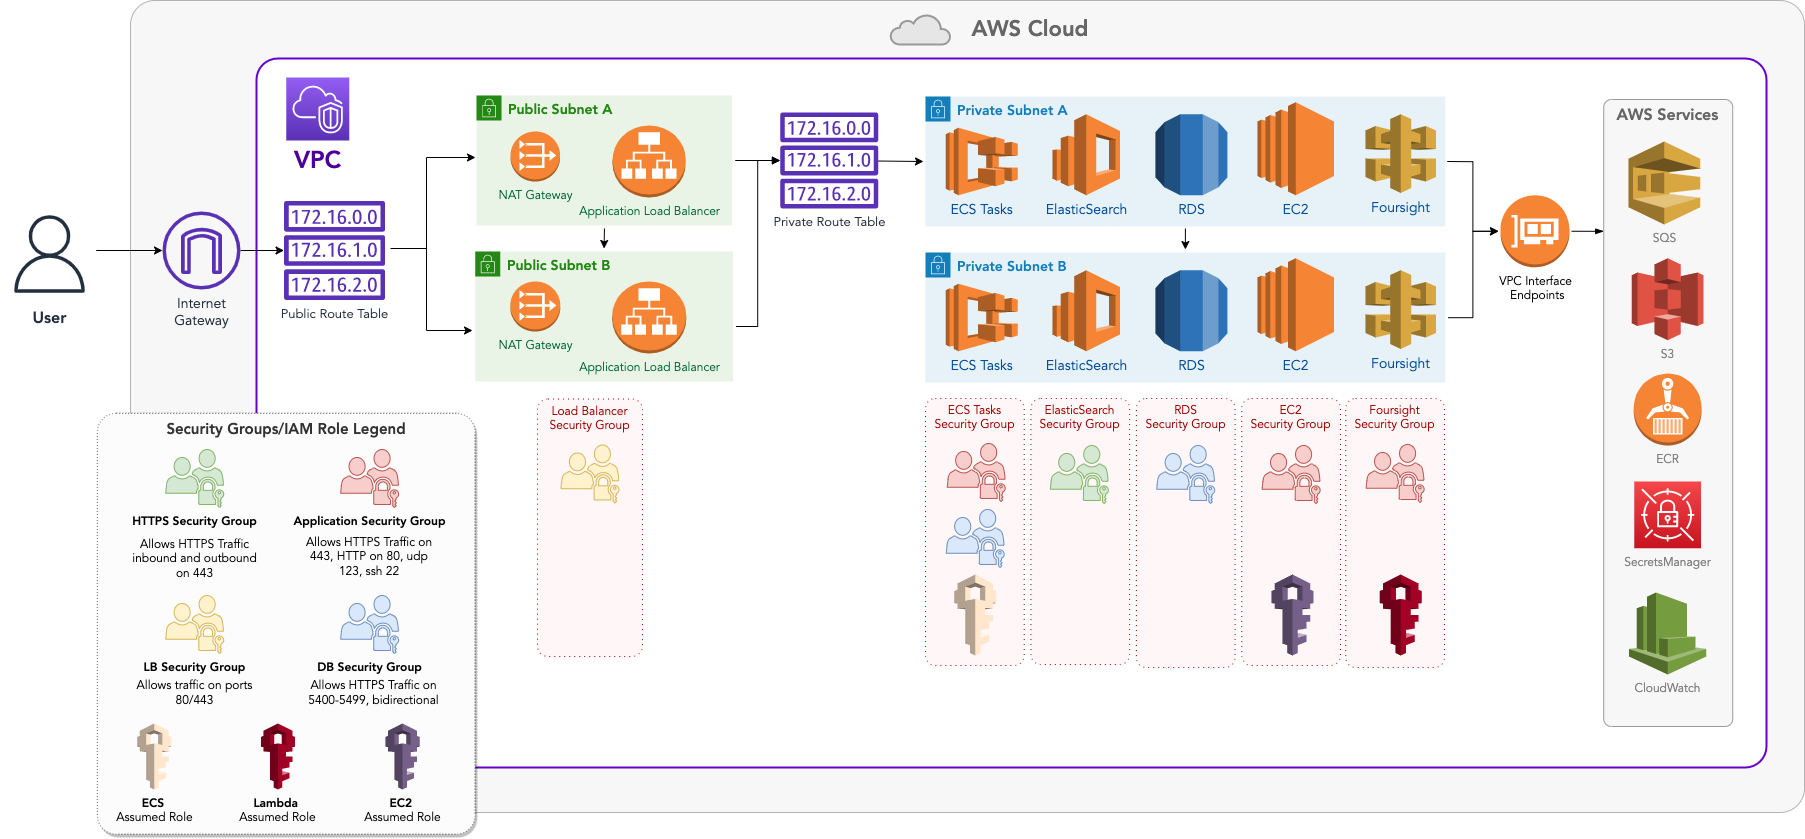 AWS Cloud
VPC
User
Internet
Gateway
172.16.0.0
172.16.1.0
172.16.2.0
Public Route Table
Public Subnet A
NAT Gateway
Application Load Balancer
Public Subnet B
NAT Gateway
Application Load Balancer
172.16.0.0
172.16.1.0
172.16.2.0
Private Route Table
Private Subnet A
ECS Tasks
ElasticSearch
RDS
EC2
Foursight
Private Subnet B
ECS Tasks
ElasticSearch
RDS
EC2
Foursight
VPC Interface
Endpoints
AWS Services
SQS
S3
ECR
SecretsManager
CloudWatch
Load Balancer
Security Group
ECS Tasks
Security Group
ElasticSearch
Security Group
RDS
Security Group
EC2
Security Group
Foursight
Security Group
Security Groups/IAM Role Legend
HTTPS Security Group
Allows HTTPS Traffic
inbound and outbound
on 443
Application Security Group
Allows HTTPS Traffic on
443, HTTP on 80, udp
123, ssh 22
LB Security Group
Allows traffic on ports
80/443
DB Security Group
Allows HTTPS Traffic on
5400-5499, bidirectional
ECS
Assumed Role
Lambda
Assumed Role
EC2
Assumed Role